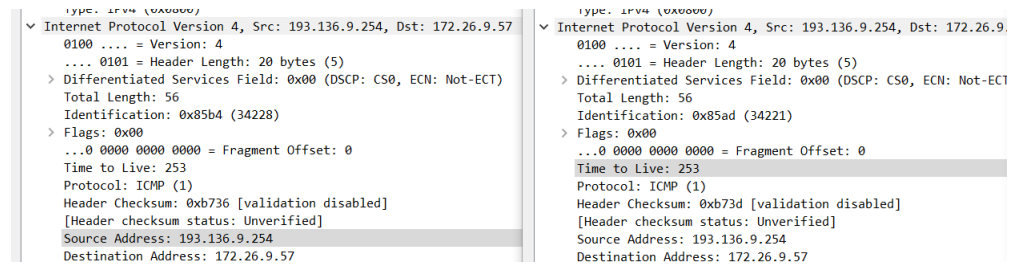 Type: IPv4 (0x0800)
Internet Protocol Version 4, Src: 193.136.9.254, Dst: 172.26.9.57
0100 .... = Version: 4
.... 0101 = Header Length: 20 bytes (5)
Differentiated Services Field: 0x00 (DSCP: CS0, ECN: Not-ECT)
Total Length: 56
Identification: 0x85b4 (34228)
Flags: 0x00
...0 0000 0000 0000 = Fragment Offset: 0
Time to Live: 253
Protocol: ICMP (1)
Header Checksum: 0xb736 [validation disabled]
[Header checksum status: Unverified]
Source Address: 193.136.9.254
Destination Address: 172.26.9.57
Type: IPv4 (0x0800)
Internet Protocol Version 4, Src: 193.136.9.254, Dst: 172.26.9.
0100 .... = Version: 4
.... 0101 = Header Length: 20 bytes (5)
Differentiated Services Field: 0x00 (DSCP: CS0, ECN: Not-ECT
Total Length: 56
Identification: 0x85ad (34221)
Flags: 0x00
...0 0000 0000 0000 = Fragment Offset: 0
Time to Live: 253
Protocol: ICMP (1)
Header Checksum: 0xb73d [validation disabled]
[Header checksum status: Unverified]
Source Address: 193.136.9.254
Destination Address: 172.26.9.57